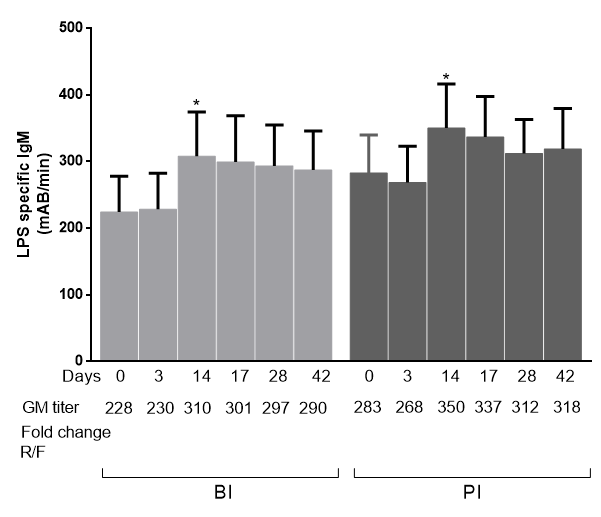 500
400
300
200
100
0
LPS specific IgM
(mAB/min)
*
*
Days 0 3 14 17 28 42 0 3 14 17 28 42
GM titer 228 230 310 301 297 290 283 268 350 337 312 318
Fold change
R/F
BI PI